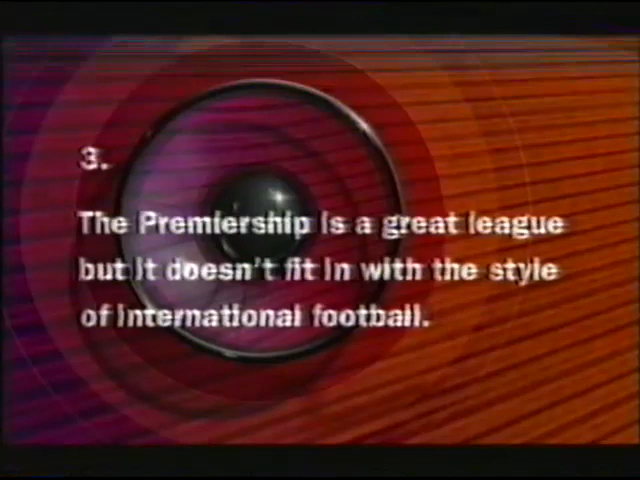 3.
The Premiership is a great league
but it doesn't fit in with the style
of international football.